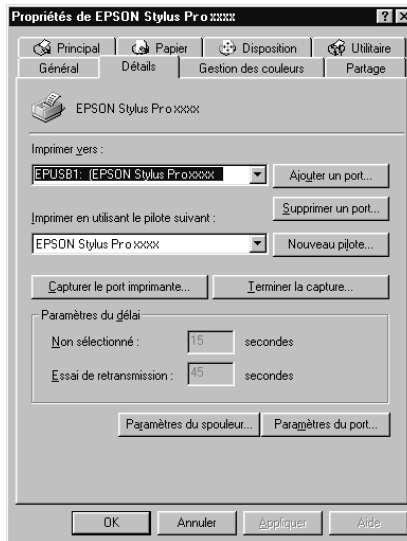 Propriétés de EPSON Stylus Pro xxxx
Principal Papier Disposition Utilitaire
Général Détails Gestion des couleurs Partage
EPSON Stylus Pro xxxx
Imprimer vers :
EPUSB1: (EPSON Stylus Pro xxxx
Ajouter un port...
Supprimer un port...
Imprimer en utilisant le pilote suivant :
EPSON Stylus Pro xxxx
Nouveau pilote...
Capturer le port imprimante... Terminer la capture...
Paramètres du délai
Non sélectionné : 15 secondes
Essai de retransmission : 45 secondes
Paramètres du spouleur... Paramètres du port...
OK Annuler Appliquer Aide